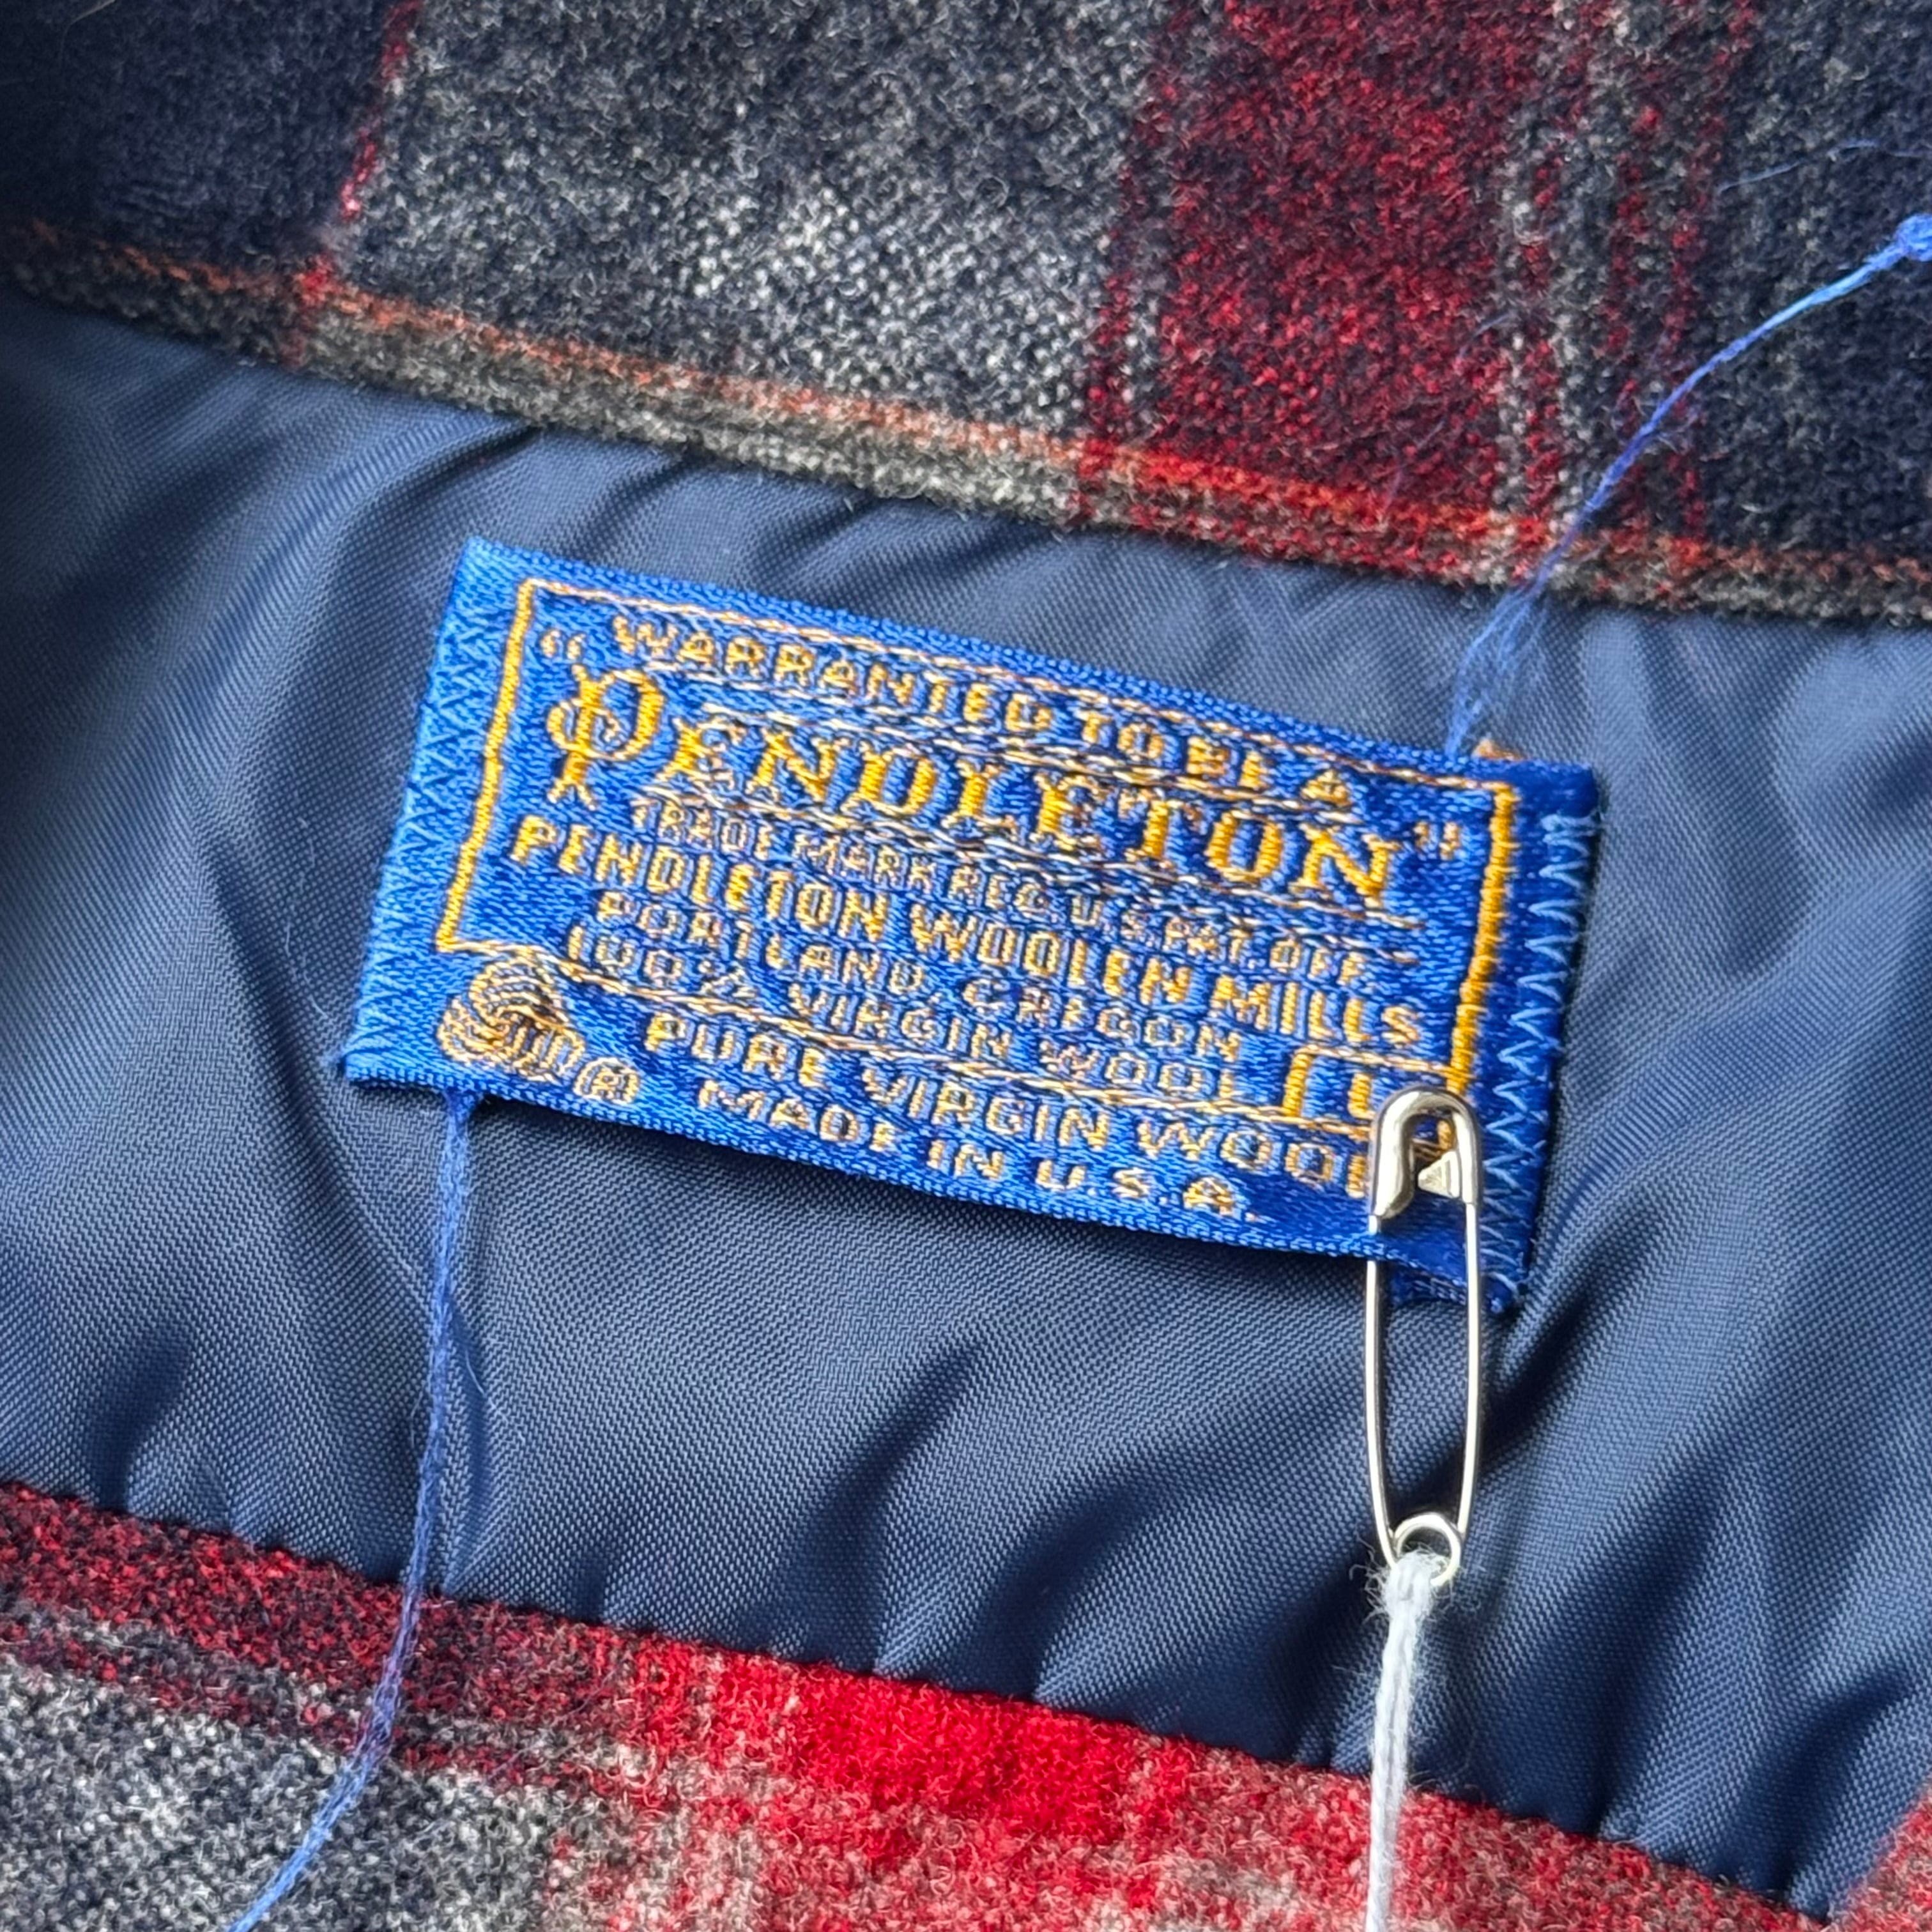 "WARRANTED TO BE A
PENDLETON"
TRADE MARK REG. U.S. PAT. OFF.
PENDLETON WOOLEN MILLS
PORTLAND, OREGON
100% VIRGIN WOOL
L
PURE VIRGIN WOOL
® MADE IN U.S.A.